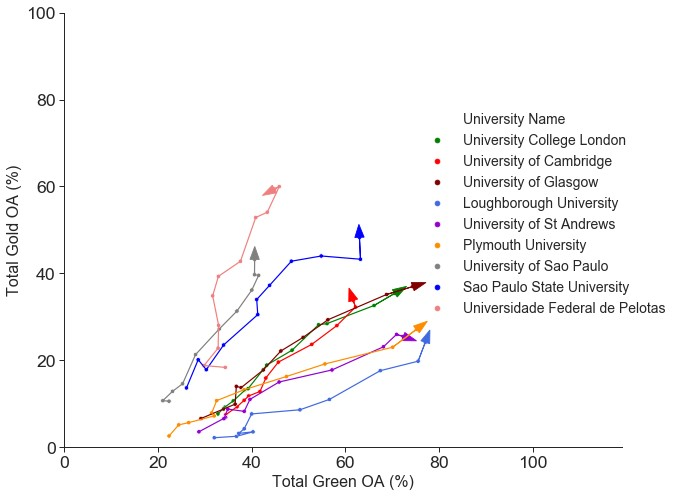 100
80
60
40
20
0
0 20 40 60 80 100
Total Gold OA (%)
Total Green OA (%)
University Name
University College London
University of Cambridge
University of Glasgow
Loughborough University
University of St Andrews
Plymouth University
University of Sao Paulo
Sao Paulo State University
Universidade Federal de Pelotas